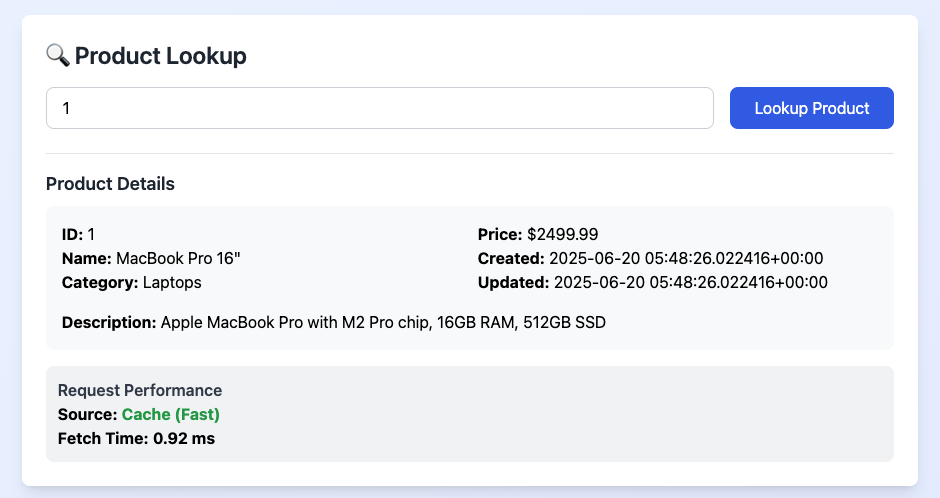 🔍 Product Lookup
1
Lookup Product
Product Details
ID: 1
Name: MacBook Pro 16"
Category: Laptops
Price: $2499.99
Created: 2025-06-20 05:48:26.022416+00:00
Updated: 2025-06-20 05:48:26.022416+00:00
Description: Apple MacBook Pro with M2 Pro chip, 16GB RAM, 512GB SSD
Request Performance
Source: Cache (Fast)
Fetch Time: 0.92 ms